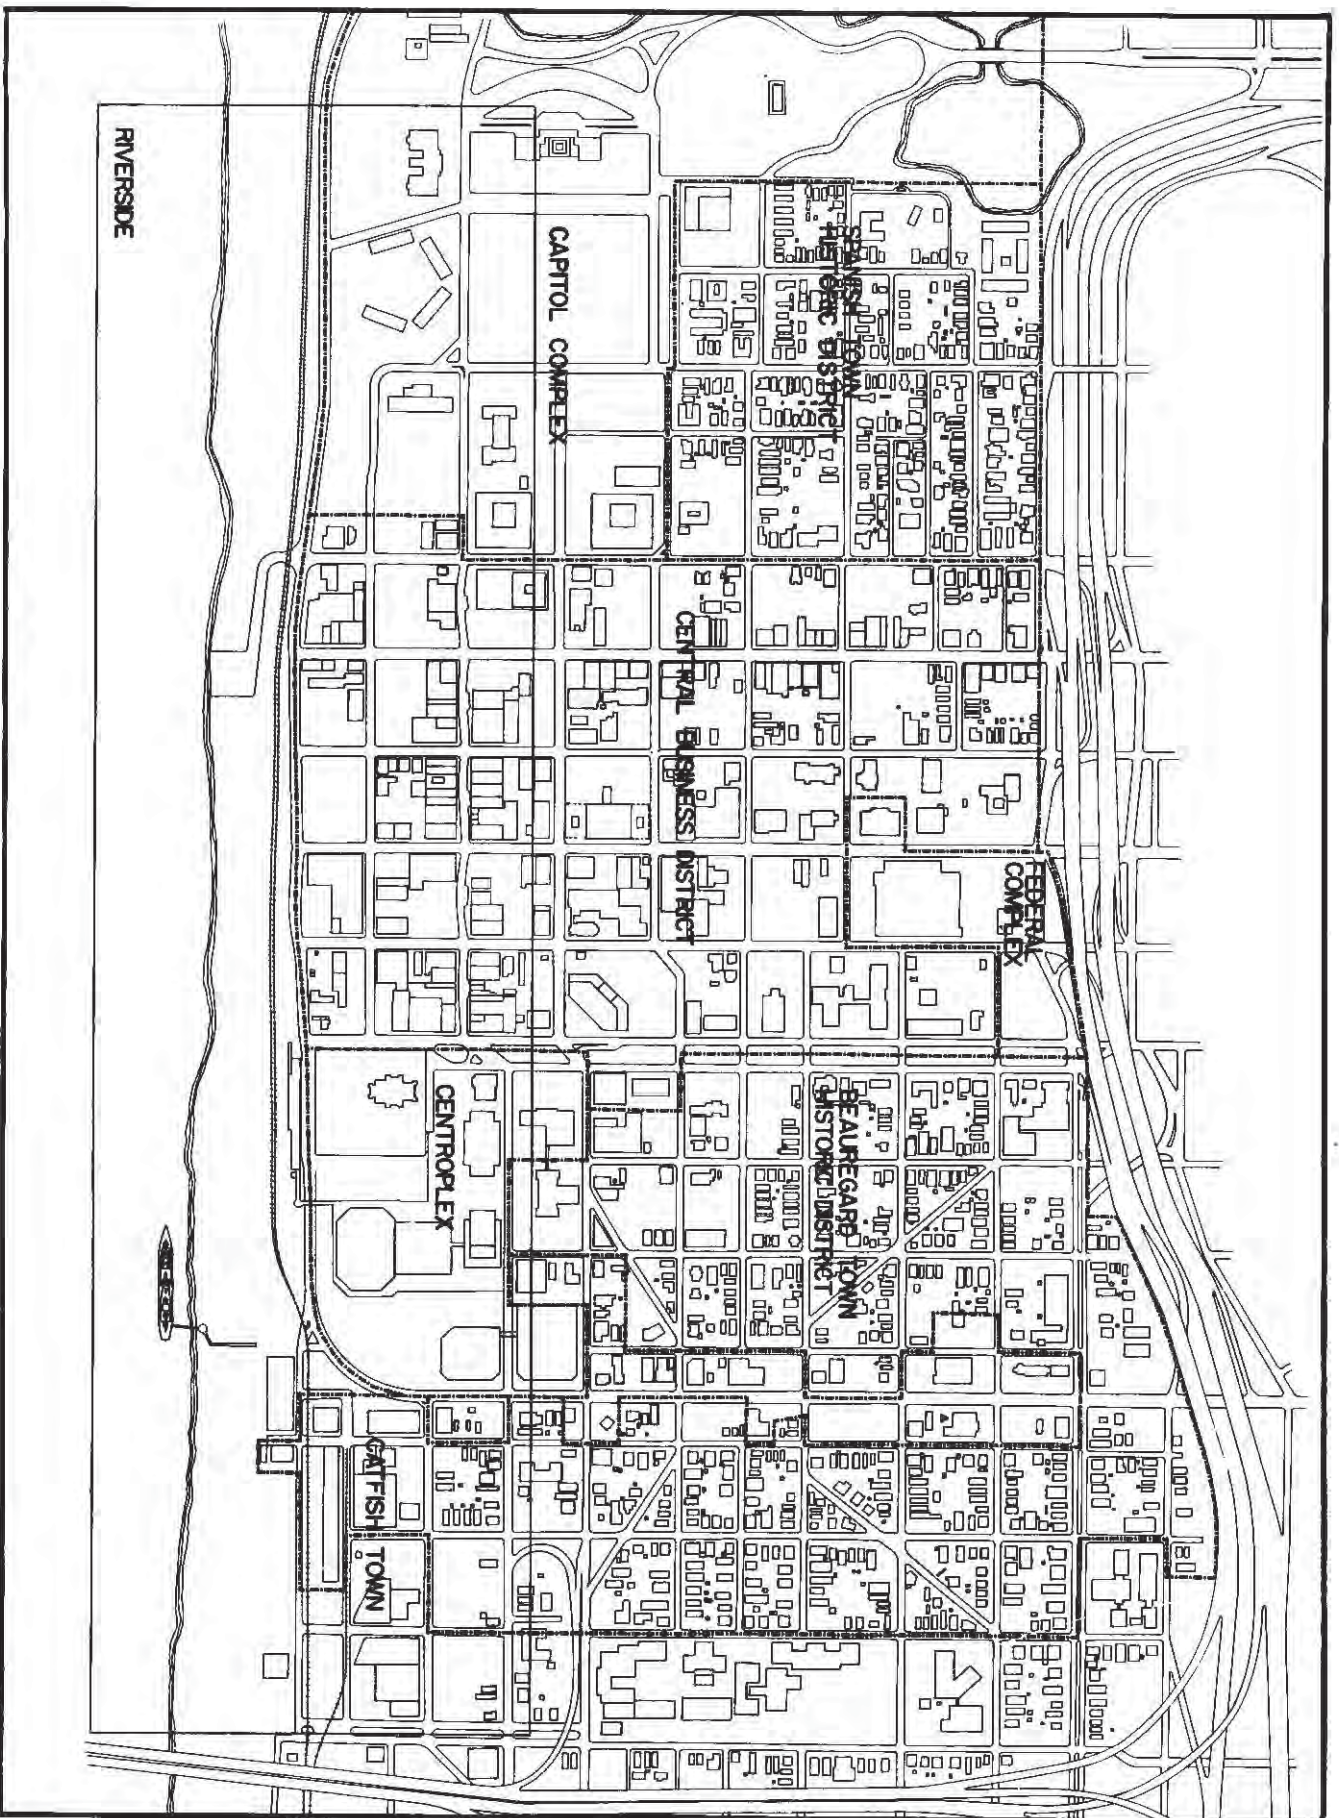 RIVERSIDE
CAPITOL COMPLEX
SPANISH TOWN
HISTORIC DISTRICT
CENTRAL BUSINESS DISTRICT
FEDERAL
COMPLEX
CENTROPLEX
BEAUREGARD TOWN
HISTORIC DISTRICT
CATFISH TOWN